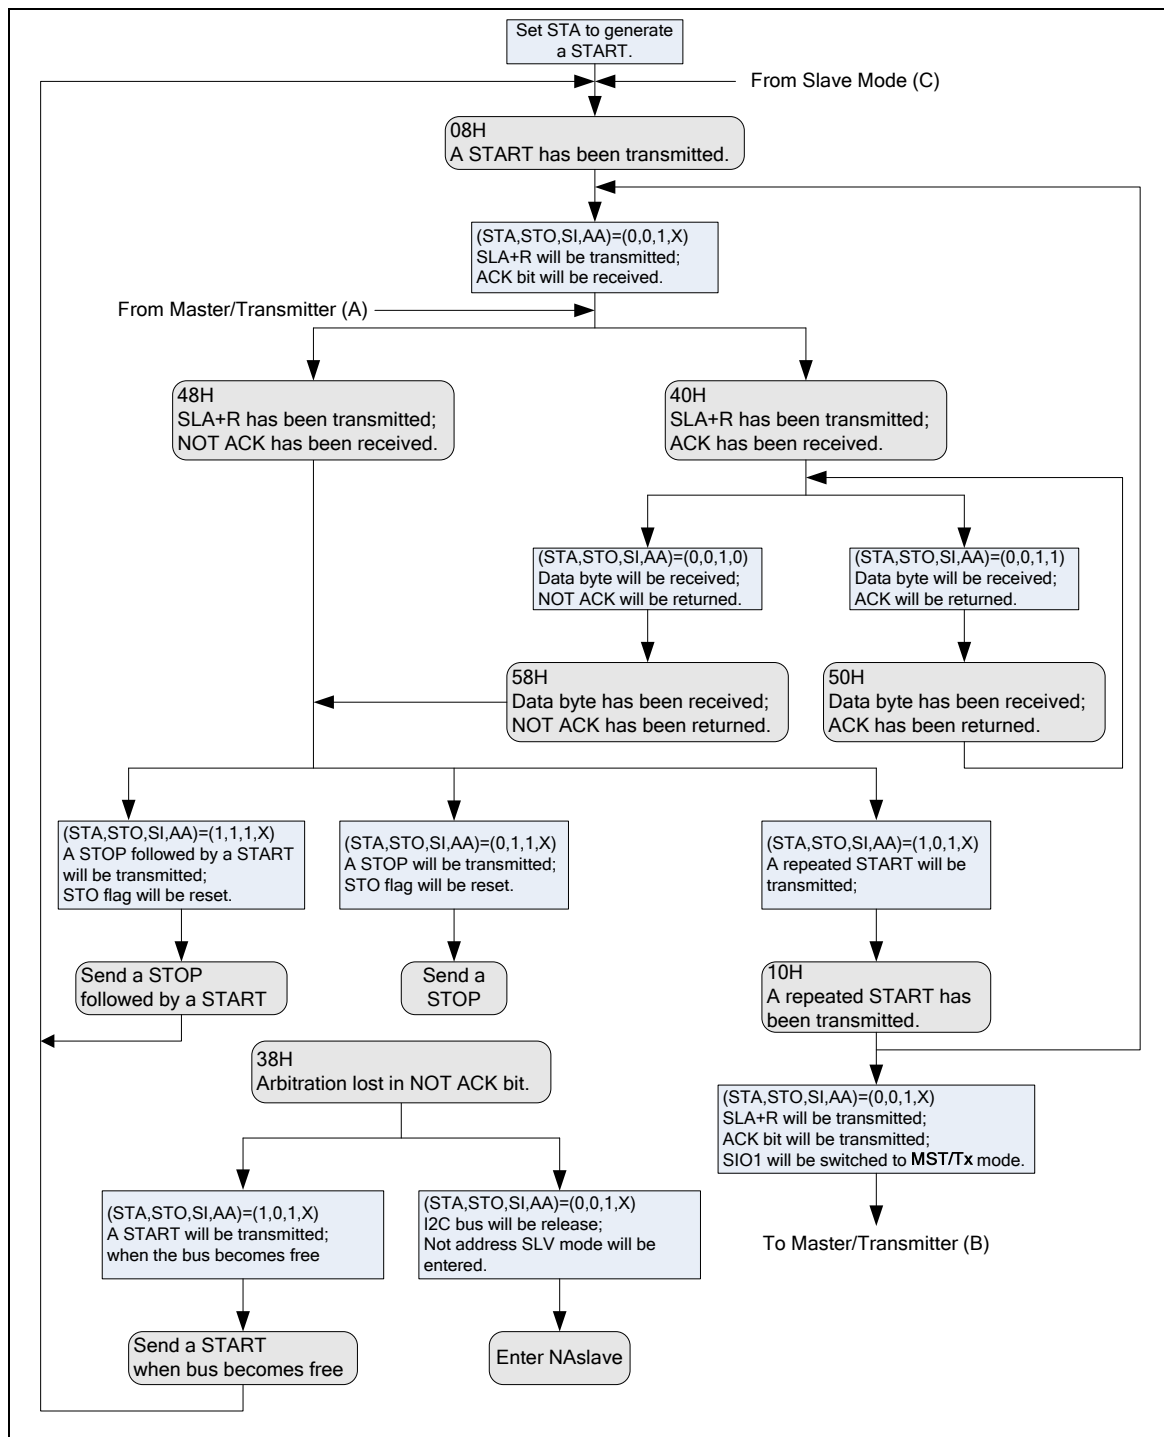 Set STA to generate
a START.
From Slave Mode (C)
08H
A START has been transmitted.
(STA,STO,SI,AA)=(0,0,1,X)
SLA+R will be transmitted;
ACK bit will be received.
From Master/Transmitter (A)
48H
SLA+R has been transmitted;
NOT ACK has been received.
40H
SLA+R has been transmitted;
ACK has been received.
(STA,STO,SI,AA)=(0,0,1,0)
Data byte will be received;
NOT ACK will be returned.
(STA,STO,SI,AA)=(0,0,1,1)
Data byte will be received;
ACK will be returned.
58H
Data byte has been received;
NOT ACK has been returned.
50H
Data byte has been received;
ACK has been returned.
(STA,STO,SI,AA)=(1,1,1,X)
A STOP followed by a START
will be transmitted;
STO flag will be reset.
(STA,STO,SI,AA)=(0,1,1,X)
A STOP will be transmitted;
STO flag will be reset.
(STA,STO,SI,AA)=(1,0,1,X)
A repeated START will be
transmitted;
Send a STOP
followed by a START
Send a
STOP
10H
A repeated START has
been transmitted.
38H
Arbitration lost in NOT ACK bit.
(STA,STO,SI,AA)=(0,0,1,X)
SLA+R will be transmitted;
ACK bit will be transmitted;
SIO1 will be switched to MST/Tx mode.
(STA,STO,SI,AA)=(1,0,1,X)
A START will be transmitted;
when the bus becomes free
(STA,STO,SI,AA)=(0,0,1,X)
I2C bus will be release;
Not address SLV mode will be
entered.
To Master/Transmitter (B)
Send a START
when bus becomes free
Enter NAslave